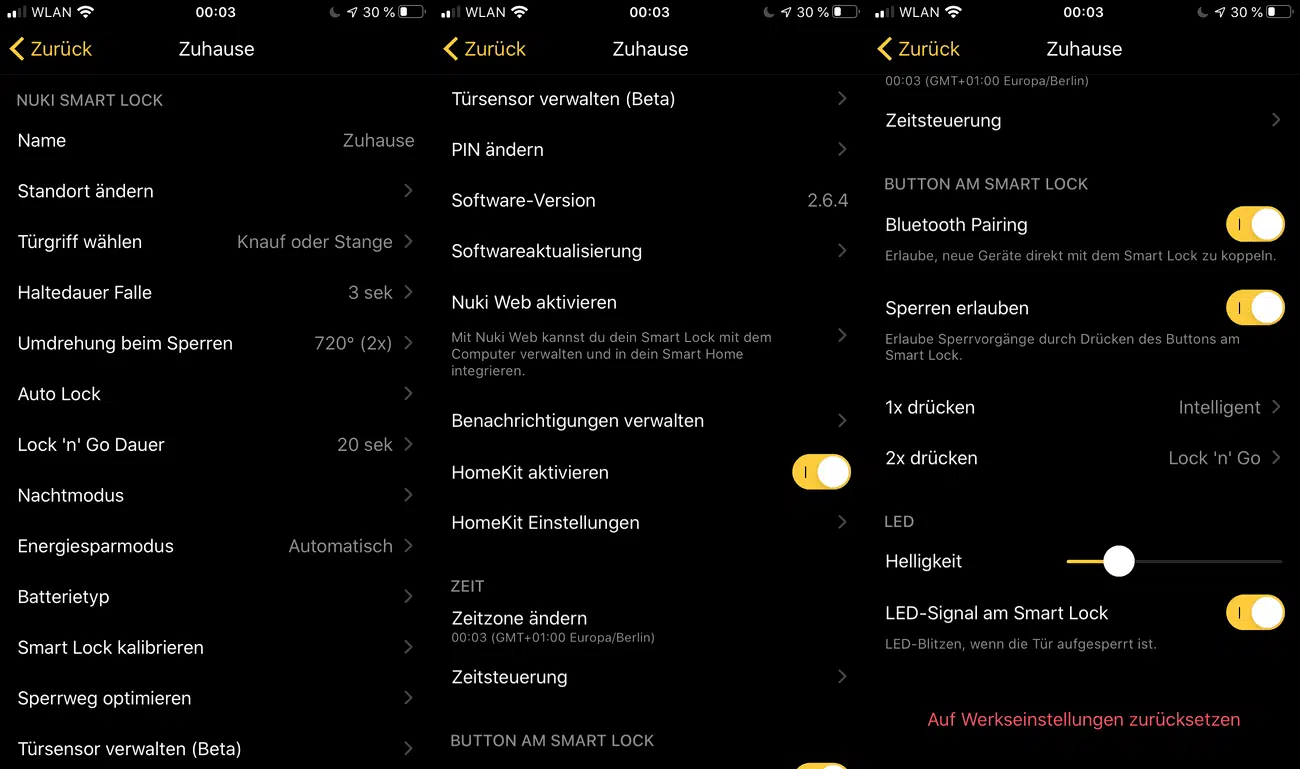 WLAN 00:03 30 %
Zurück Zuhause
NUKI SMART LOCK
Name Zuhause
Standort ändern
Türgriff wählen Knauf oder Stange
Haltedauer Falle 3 sek
Umdrehung beim Sperren 720° (2x)
Auto Lock
Lock 'n' Go Dauer 20 sek
Nachtmodus
Energiesparmodus Automatisch
Batterietyp
Smart Lock kalibrieren
Sperrweg optimieren
Türsensor verwalten (Beta)
WLAN 00:03 30 %
Zurück Zuhause
Türsensor verwalten (Beta)
PIN ändern
Software-Version 2.6.4
Softwareaktualisierung
Nuki Web aktivieren
Mit Nuki Web kannst du dein Smart Lock mit dem
Computer verwalten und in dein Smart Home
integrieren.
Benachrichtigungen verwalten
HomeKit aktivieren
HomeKit Einstellungen
ZEIT
Zeitzone ändern
00:03 (GMT+01:00 Europa/Berlin)
Zeitsteuerung
BUTTON AM SMART LOCK
WLAN 00:03 30 %
Zurück Zuhause
00:03 (GMT+01:00 Europa/Berlin)
Zeitsteuerung
BUTTON AM SMART LOCK
Bluetooth Pairing
Erlaube, neue Geräte direkt mit dem Smart Lock zu koppeln.
Sperren erlauben
Erlaube Sperrvorgänge durch Drücken des Buttons am
Smart Lock.
1x drücken Intelligent
2x drücken Lock 'n' Go
LED
Helligkeit
LED-Signal am Smart Lock
LED-Blitzen, wenn die Tür aufgesperrt ist.
Auf Werkseinstellungen zurücksetzen